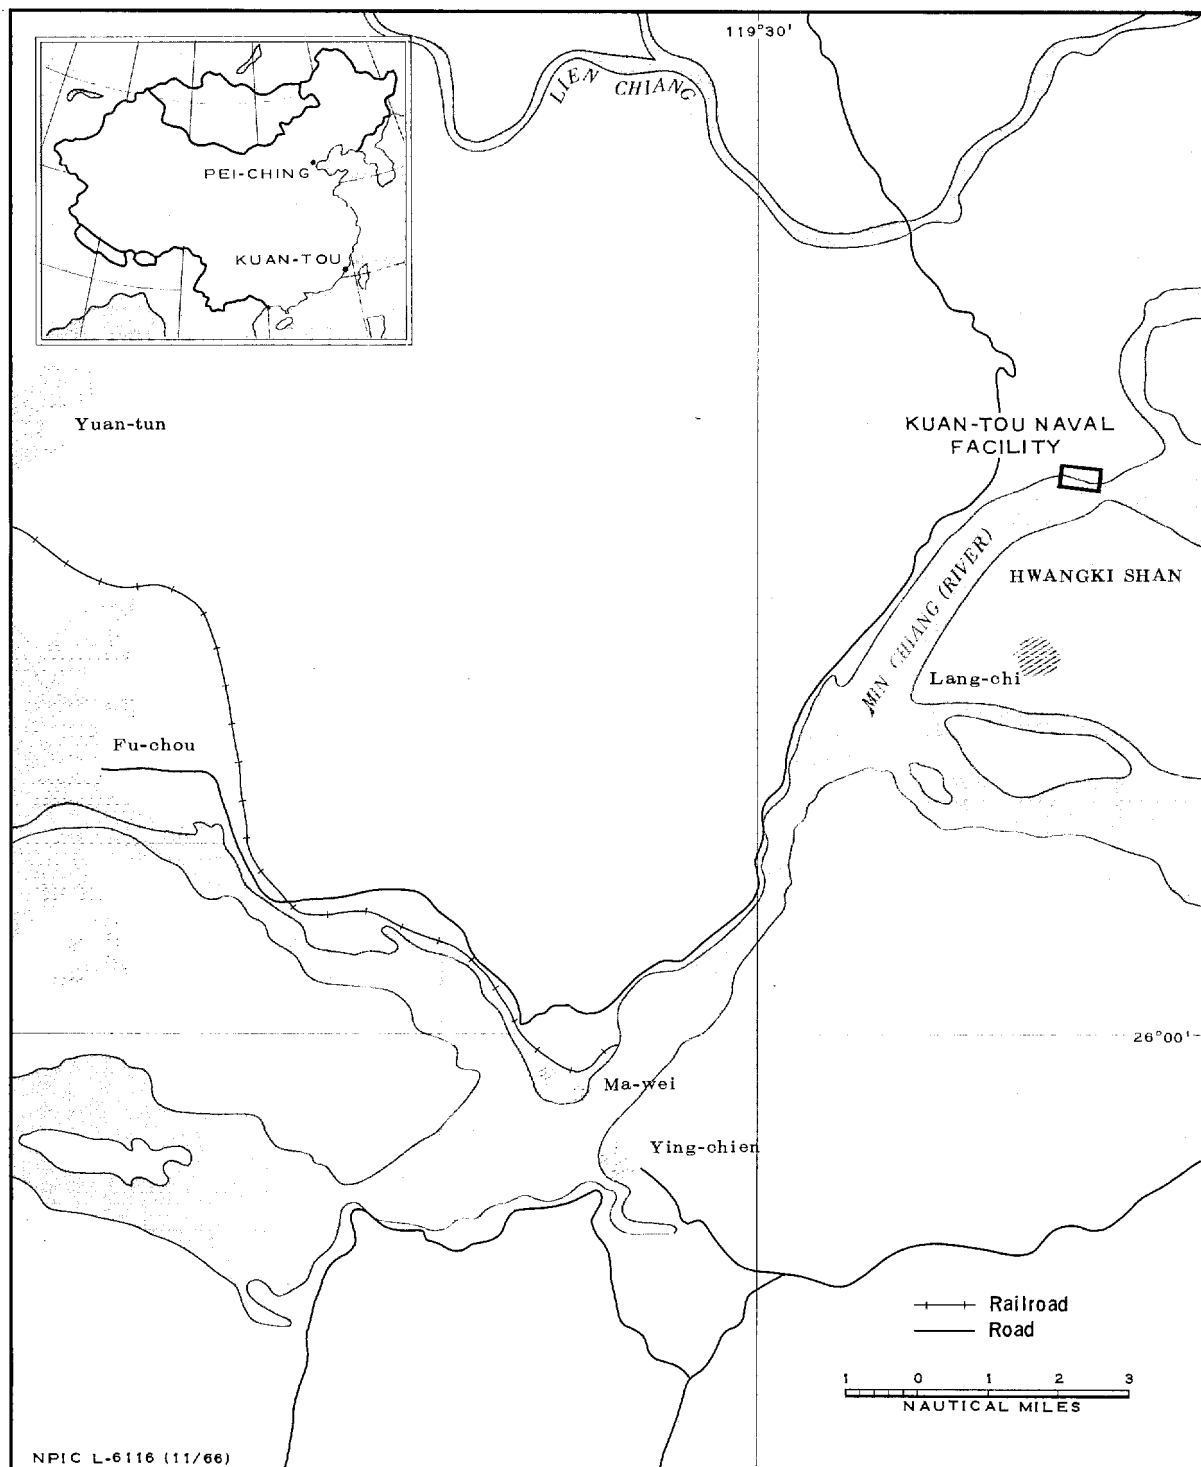 119°30'
LIEN CHIANG
PEI-CHING
KUAN-TOU
Yuan-tun
KUAN-TOU NAVAL
FACILITY
MIN CHIANG (RIVER)
HWANGKI SHAN
Lang-chi
Fu-chou
26°00'
Ma-wei
Ying-chien
Railroad
Road
1 0 1 2 3
NAUTICAL MILES
NPIC L-6116 (11/66)